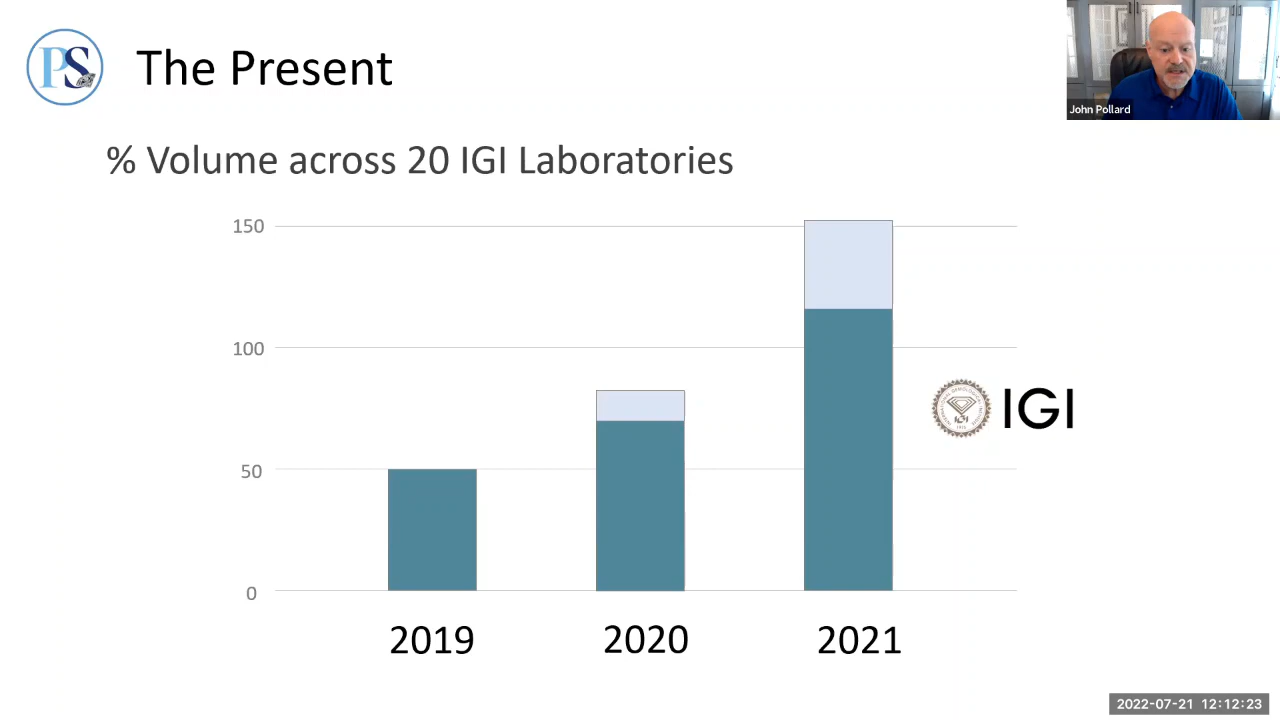 PS
The Present
John Pollard
% Volume across 20 IGI Laboratories
150
100
50
0
IGI
IGI
2019
2020
2021
2022-07-21 12:12:23